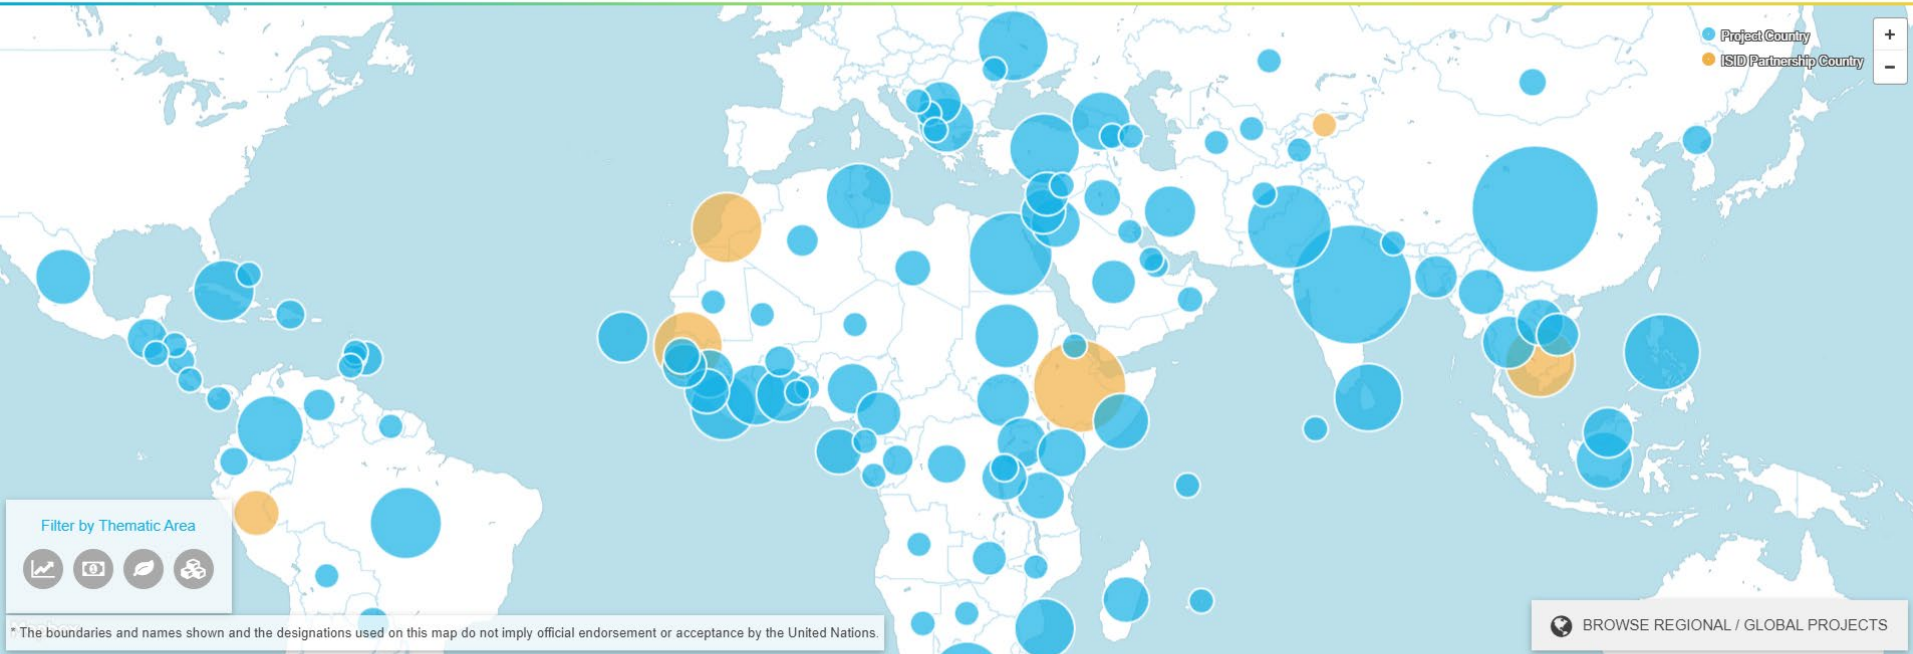 Project Country
ISID Partnership Country
+
−
Filter by Thematic Area
* The boundaries and names shown and the designations used on this map do not imply official endorsement or acceptance by the United Nations.
BROWSE REGIONAL / GLOBAL PROJECTS